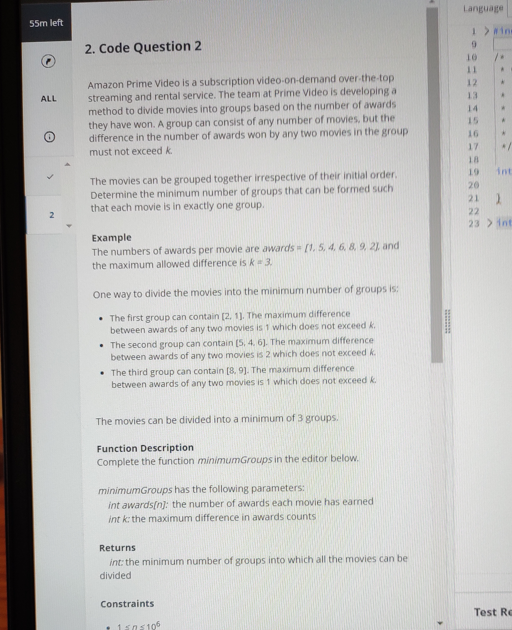 55m left
ALL
2
2. Code Question 2
Amazon Prime Video is a subscription video-on-demand over-the-top
streaming and rental service. The team at Prime Video is developing a
method to divide movies into groups based on the number of awards
they have won. A group can consist of any number of movies, but the
difference in the number of awards won by any two movies in the group
must not exceed k.
The movies can be grouped together irrespective of their initial order.
Determine the minimum number of groups that can be formed such
that each movie is in exactly one group.
Example
The numbers of awards per movie are awards = [1, 5, 4, 6, 8, 9, 2], and
the maximum allowed difference is k = 3.
One way to divide the movies into the minimum number of groups is:
• The first group can contain [2, 1]. The maximum difference
between awards of any two movies is 1 which does not exceed k.
• The second group can contain [5, 4, 6]. The maximum difference
between awards of any two movies is 2 which does not exceed k.
• The third group can contain [8, 9]. The maximum difference
between awards of any two movies is 1 which does not exceed k.
The movies can be divided into a minimum of 3 groups.
Function Description
Complete the function minimumGroups in the editor below.
minimumGroups has the following parameters:
int awards[n]: the number of awards each movie has earned
int k: the maximum difference in awards counts
Returns
int: the minimum number of groups into which all the movies can be
divided
Constraints
• 1 ≤ n ≤ 10⁶
Language
1 > #in
9
10 /*
11 *
12 *
13 *
14 *
15 *
16 *
17 */
18
19 int
20
21 }
22
23 > int
Test Re